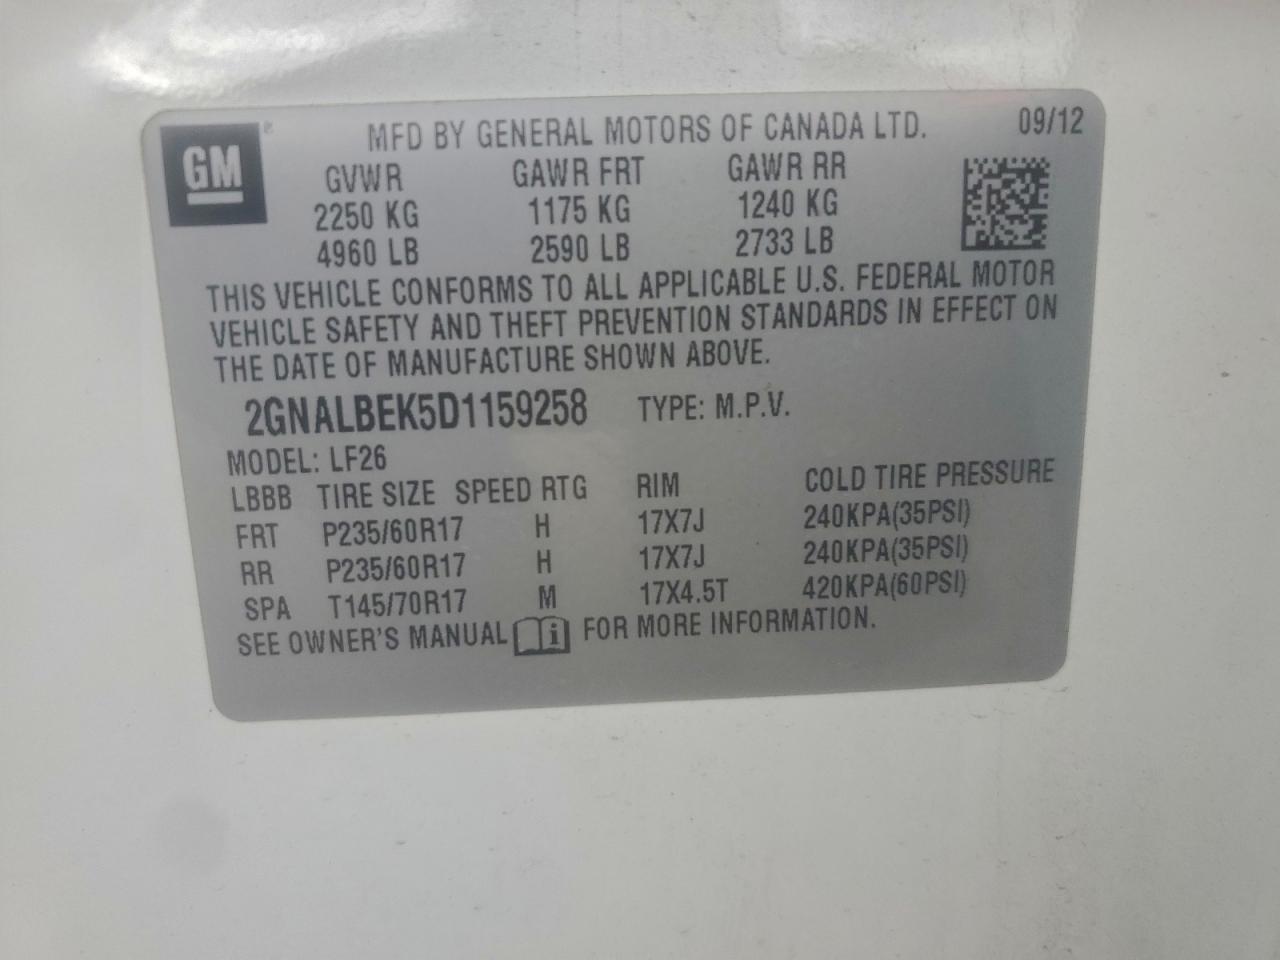 GM
MFD BY GENERAL MOTORS OF CANADA LTD. 09/12
GVWR GAWR FRT GAWR RR
2250 KG 1175 KG 1240 KG
4960 LB 2590 LB 2733 LB
THIS VEHICLE CONFORMS TO ALL APPLICABLE U.S. FEDERAL MOTOR
VEHICLE SAFETY AND THEFT PREVENTION STANDARDS IN EFFECT ON
THE DATE OF MANUFACTURE SHOWN ABOVE.
2GNALBEK5D1159258 TYPE: M.P.V.
MODEL: LF26
LBBB TIRE SIZE SPEED RTG RIM COLD TIRE PRESSURE
FRT P235/60R17 H 17X7J 240KPA(35PSI)
RR P235/60R17 H 17X7J 240KPA(35PSI)
SPA T145/70R17 M 17X4.5T 420KPA(60PSI)
SEE OWNER'S MANUAL i FOR MORE INFORMATION.